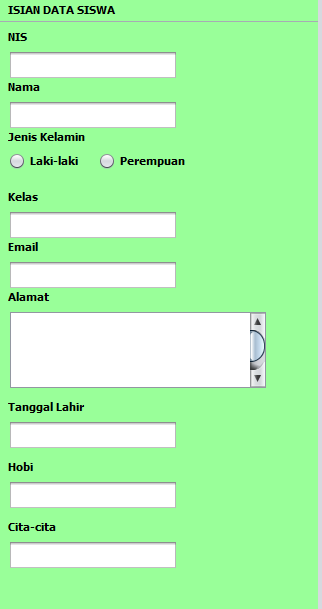 ISIAN DATA SISWA
NIS
Nama
Jenis Kelamin
Laki-laki Perempuan
Kelas
Email
Alamat
Tanggal Lahir
Hobi
Cita-cita